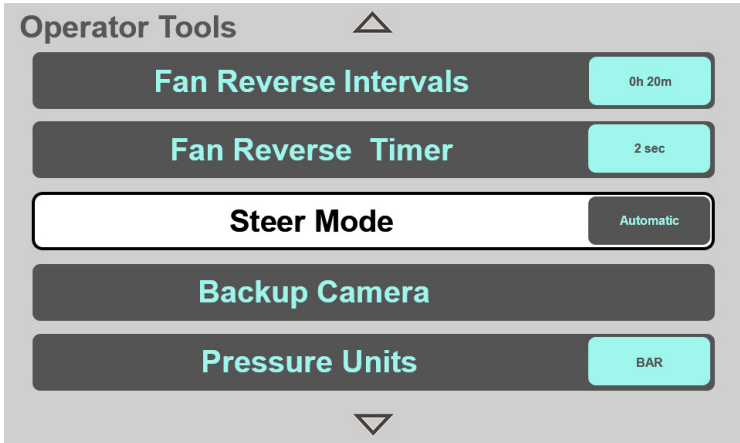 Operator Tools
Fan Reverse Intervals 0h 20m
Fan Reverse Timer 2 sec
Steer Mode Automatic
Backup Camera
Pressure Units BAR